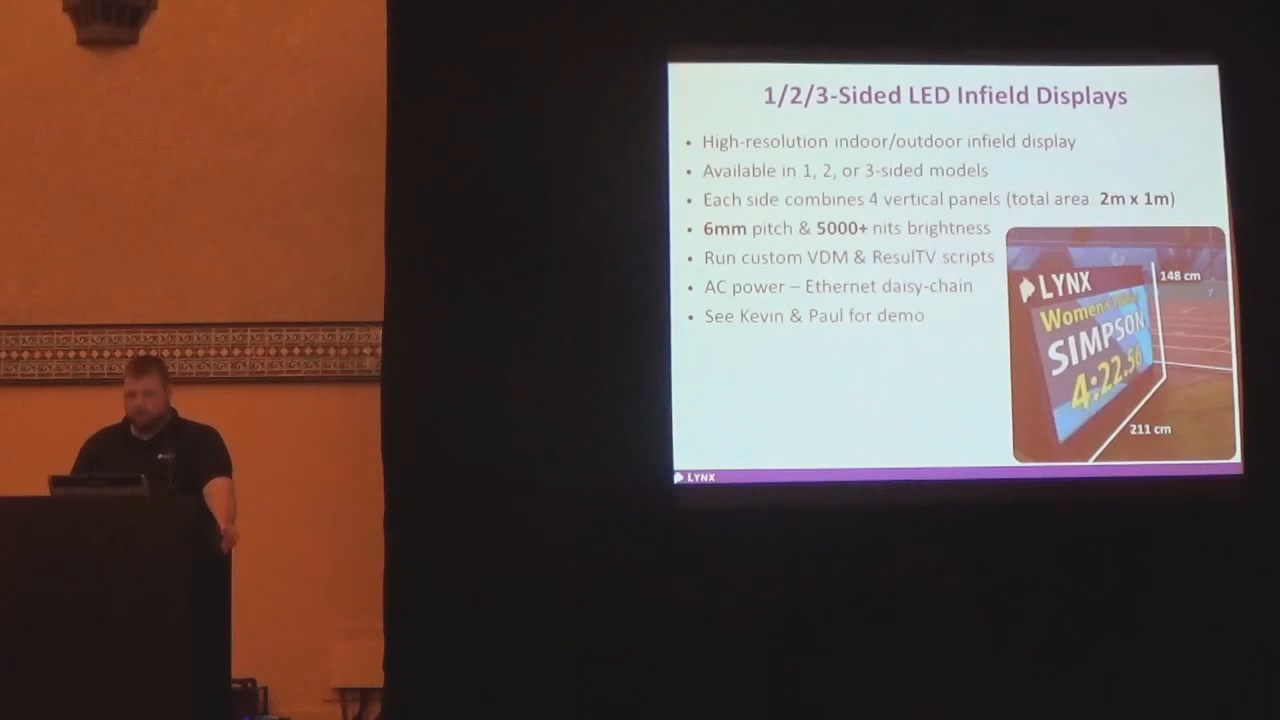 1/2/3-Sided LED Infield Displays
• High-resolution indoor/outdoor infield display
• Available in 1, 2, or 3-sided models
• Each side combines 4 vertical panels (total area: 2m x 1m)
• 6mm pitch & 5000+ nits brightness
• Run custom VDM & ResulTV scripts
• AC power – Ethernet daisy-chain
• See Kevin & Paul for demo
148 cm
LYNX
Women's
SIMPSON
4:22.56
211 cm
LYNX